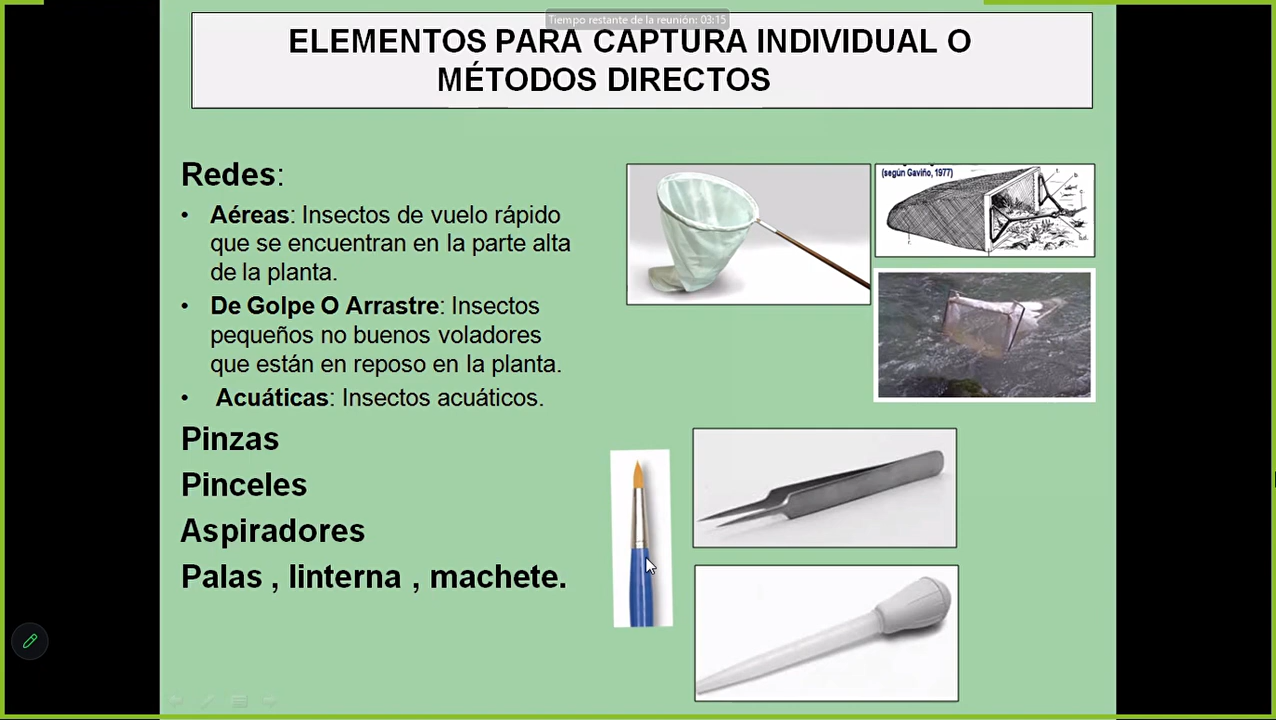 Tiempo restante de la reunión: 03:15
ELEMENTOS PARA CAPTURA INDIVIDUAL O
MÉTODOS DIRECTOS
Redes:
• Aéreas: Insectos de vuelo rápido
que se encuentran en la parte alta
de la planta.
• De Golpe O Arrastre: Insectos
pequeños no buenos voladores
que están en reposo en la planta.
• Acuáticas: Insectos acuáticos.
Pinzas
Pinceles
Aspiradores
Palas , linterna , machete.
(según Gaviño, 1977)